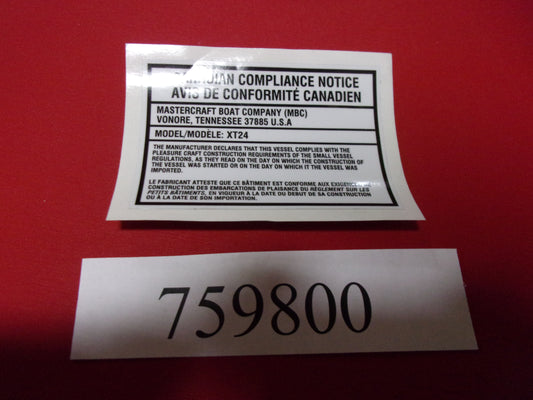 CANADIAN COMPLIANCE NOTICE
AVIS DE CONFORMITÉ CANADIEN
MASTERCRAFT BOAT COMPANY (MBC)
VONORE, TENNESSEE 37885 U.S.A
MODEL/MODÈLE: XT24
THE MANUFACTURER DECLARES THAT THIS VESSEL COMPLIES WITH THE
PLEASURE CRAFT CONSTRUCTION REQUIREMENTS OF THE SMALL VESSEL
REGULATIONS, AS THEY READ ON THE DAY ON WHICH THE CONSTRUCTION OF
THE VESSEL WAS STARTED OR ON THE DAY ON WHICH IT THE VESSEL WAS
IMPORTED.
LE FABRICANT ATTESTE QUE CE BÂTIMENT EST CONFORME AUX EXIGENCES DE
CONSTRUCTION DES EMBARCATIONS DE PLAISANCE DU RÈGLEMENT SUR LES
PETITS BÂTIMENTS, EN VIGUEUR À LA DATE DU DEBUT DE SA CONSTRUCTION
OU À LA DATE DE SON IMPORTATION.
759800